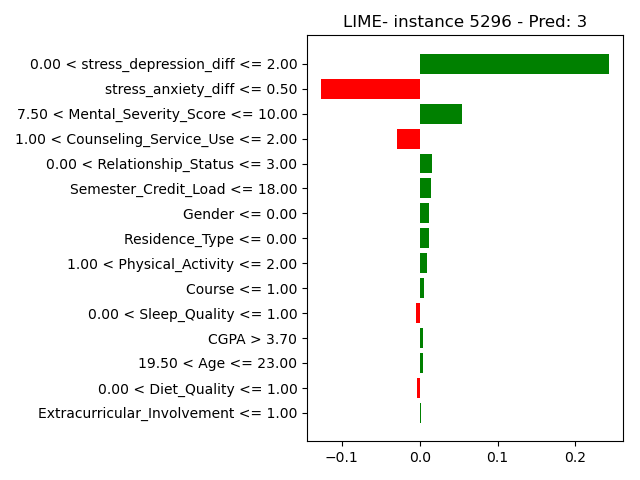 LIME- instance 5296 - Pred: 3
0.00 < stress_depression_diff <= 2.00
stress_anxiety_diff <= 0.50
7.50 < Mental_Severity_Score <= 10.00
1.00 < Counseling_Service_Use <= 2.00
0.00 < Relationship_Status <= 3.00
Semester_Credit_Load <= 18.00
Gender <= 0.00
Residence_Type <= 0.00
1.00 < Physical_Activity <= 2.00
Course <= 1.00
0.00 < Sleep_Quality <= 1.00
CGPA > 3.70
19.50 < Age <= 23.00
0.00 < Diet_Quality <= 1.00
Extracurricular_Involvement <= 1.00
−0.1 0.0 0.1 0.2